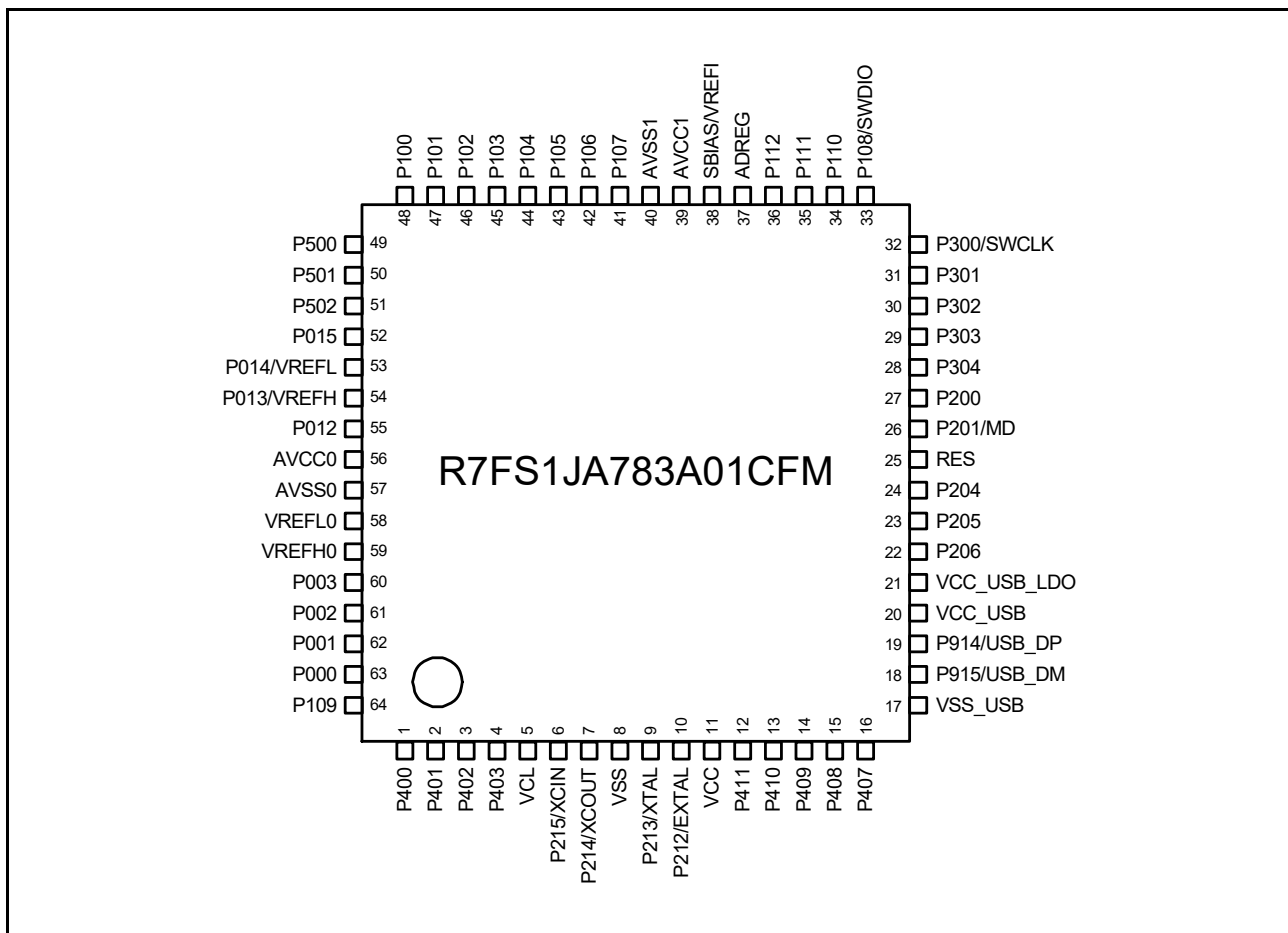 P100
P101
P102
P103
P104
P105
P106
P107
AVSS1
AVCC1
SBIAS/VREFI
ADREG
P112
P111
P110
P108/SWDIO
48
47
46
45
44
43
42
41
40
39
38
37
36
35
34
33
P500 49
P501 50
P502 51
P015 52
P014/VREFL 53
P013/VREFH 54
P012 55
AVCC0 56
AVSS0 57
VREFL0 58
VREFH0 59
P003 60
P002 61
P001 62
P000 63
P109 64
R7FS1JA783A01CFM
32 P300/SWCLK
31 P301
30 P302
29 P303
28 P304
27 P200
26 P201/MD
25 RES
24 P204
23 P205
22 P206
21 VCC_USB_LDO
20 VCC_USB
19 P914/USB_DP
18 P915/USB_DM
17 VSS_USB
1
2
3
4
5
6
7
8
9
10
11
12
13
14
15
16
P400
P401
P402
P403
VCL
P215/XCIN
P214/XCOUT
VSS
P213/XTAL
P212/EXTAL
VCC
P411
P410
P409
P408
P407